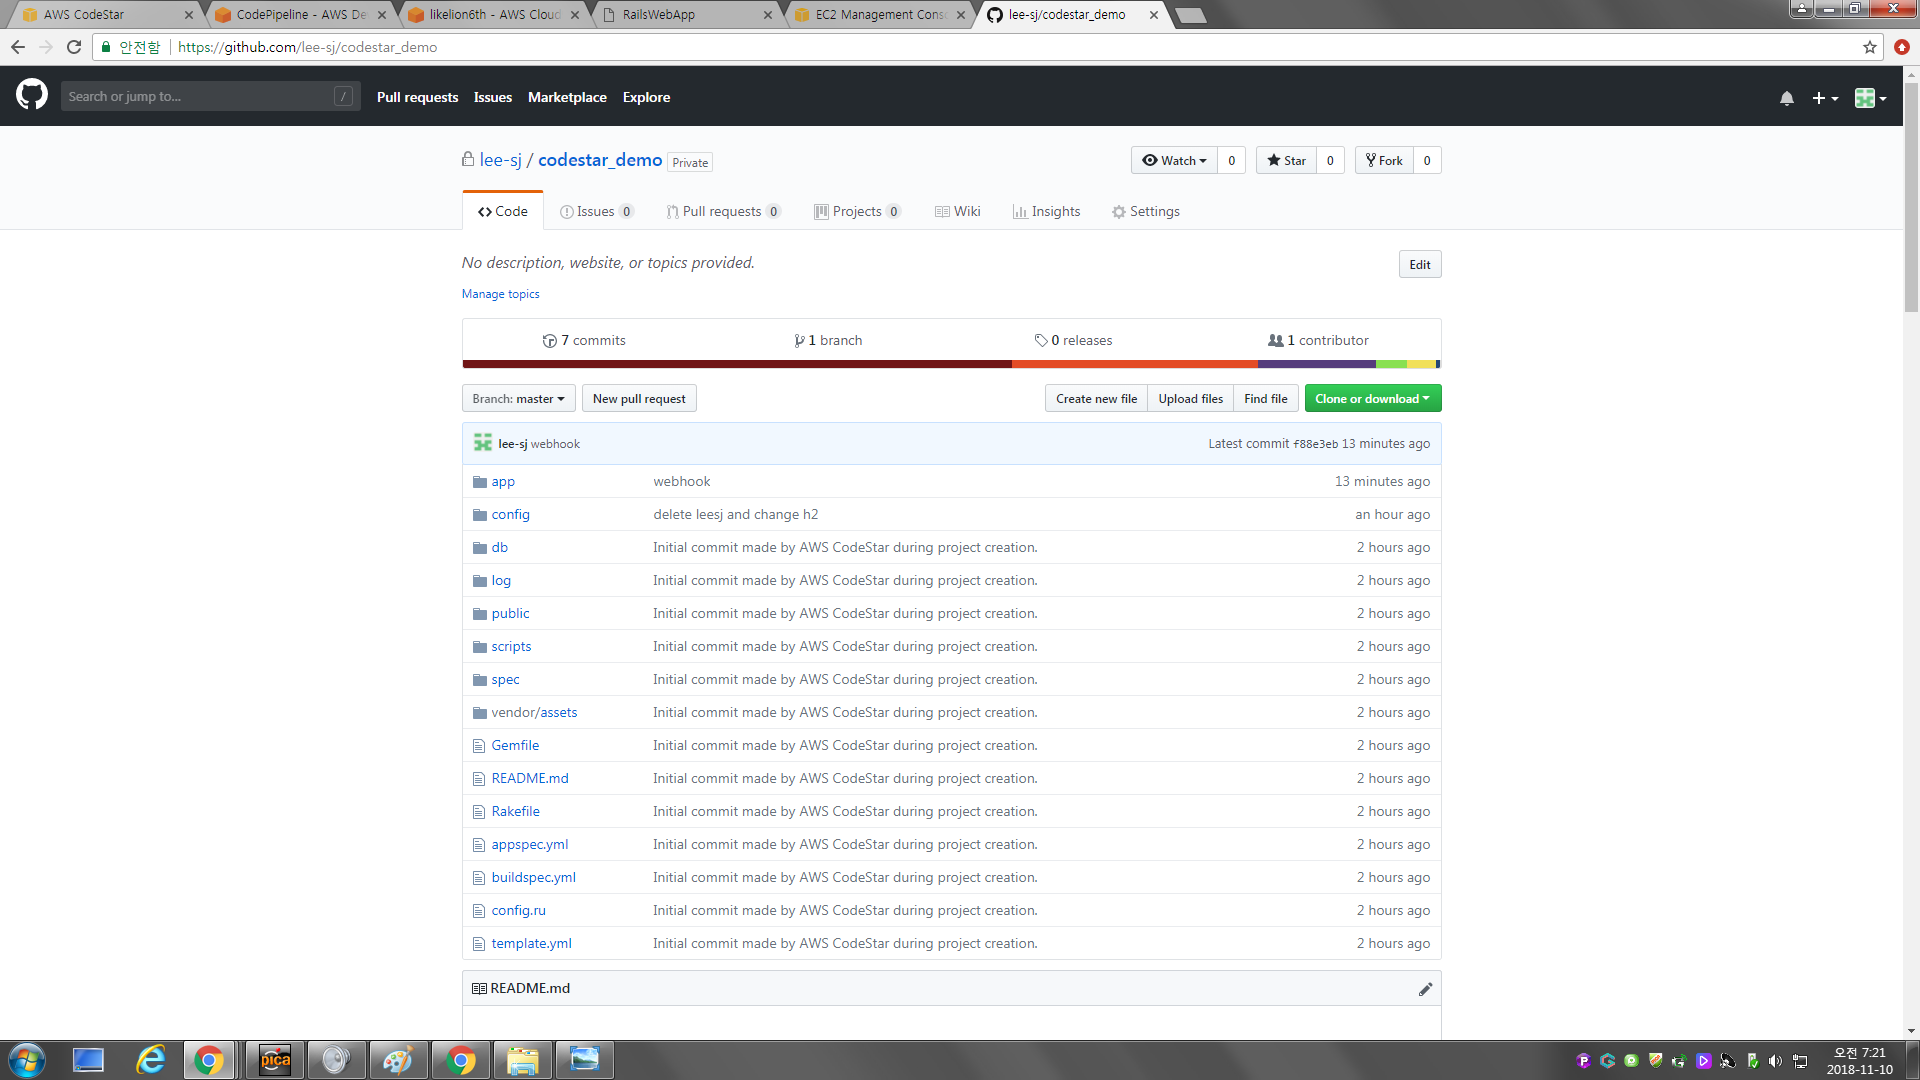 AWS CodeStar
CodePipeline - AWS De
likelion6th - AWS Cloud
RailsWebApp
EC2 Management Conso
lee-sj/codestar_demo
안전함
https://github.com/lee-sj/codestar_demo
Search or jump to...
/
Pull requests
Issues
Marketplace
Explore
lee-sj / codestar_demo Private
Watch 0
Star 0
Fork 0
Code
Issues 0
Pull requests 0
Projects 0
Wiki
Insights
Settings
No description, website, or topics provided.
Edit
Manage topics
7 commits
1 branch
0 releases
1 contributor
Branch: master
New pull request
Create new file
Upload files
Find file
Clone or download
lee-sj webhook
Latest commit f88e3eb 13 minutes ago
app webhook 13 minutes ago
config delete leesj and change h2 an hour ago
db Initial commit made by AWS CodeStar during project creation. 2 hours ago
log Initial commit made by AWS CodeStar during project creation. 2 hours ago
public Initial commit made by AWS CodeStar during project creation. 2 hours ago
scripts Initial commit made by AWS CodeStar during project creation. 2 hours ago
spec Initial commit made by AWS CodeStar during project creation. 2 hours ago
vendor/assets Initial commit made by AWS CodeStar during project creation. 2 hours ago
Gemfile Initial commit made by AWS CodeStar during project creation. 2 hours ago
README.md Initial commit made by AWS CodeStar during project creation. 2 hours ago
Rakefile Initial commit made by AWS CodeStar during project creation. 2 hours ago
appspec.yml Initial commit made by AWS CodeStar during project creation. 2 hours ago
buildspec.yml Initial commit made by AWS CodeStar during project creation. 2 hours ago
config.ru Initial commit made by AWS CodeStar during project creation. 2 hours ago
template.yml Initial commit made by AWS CodeStar during project creation. 2 hours ago
README.md
pica
오전 7:21
2018-11-10